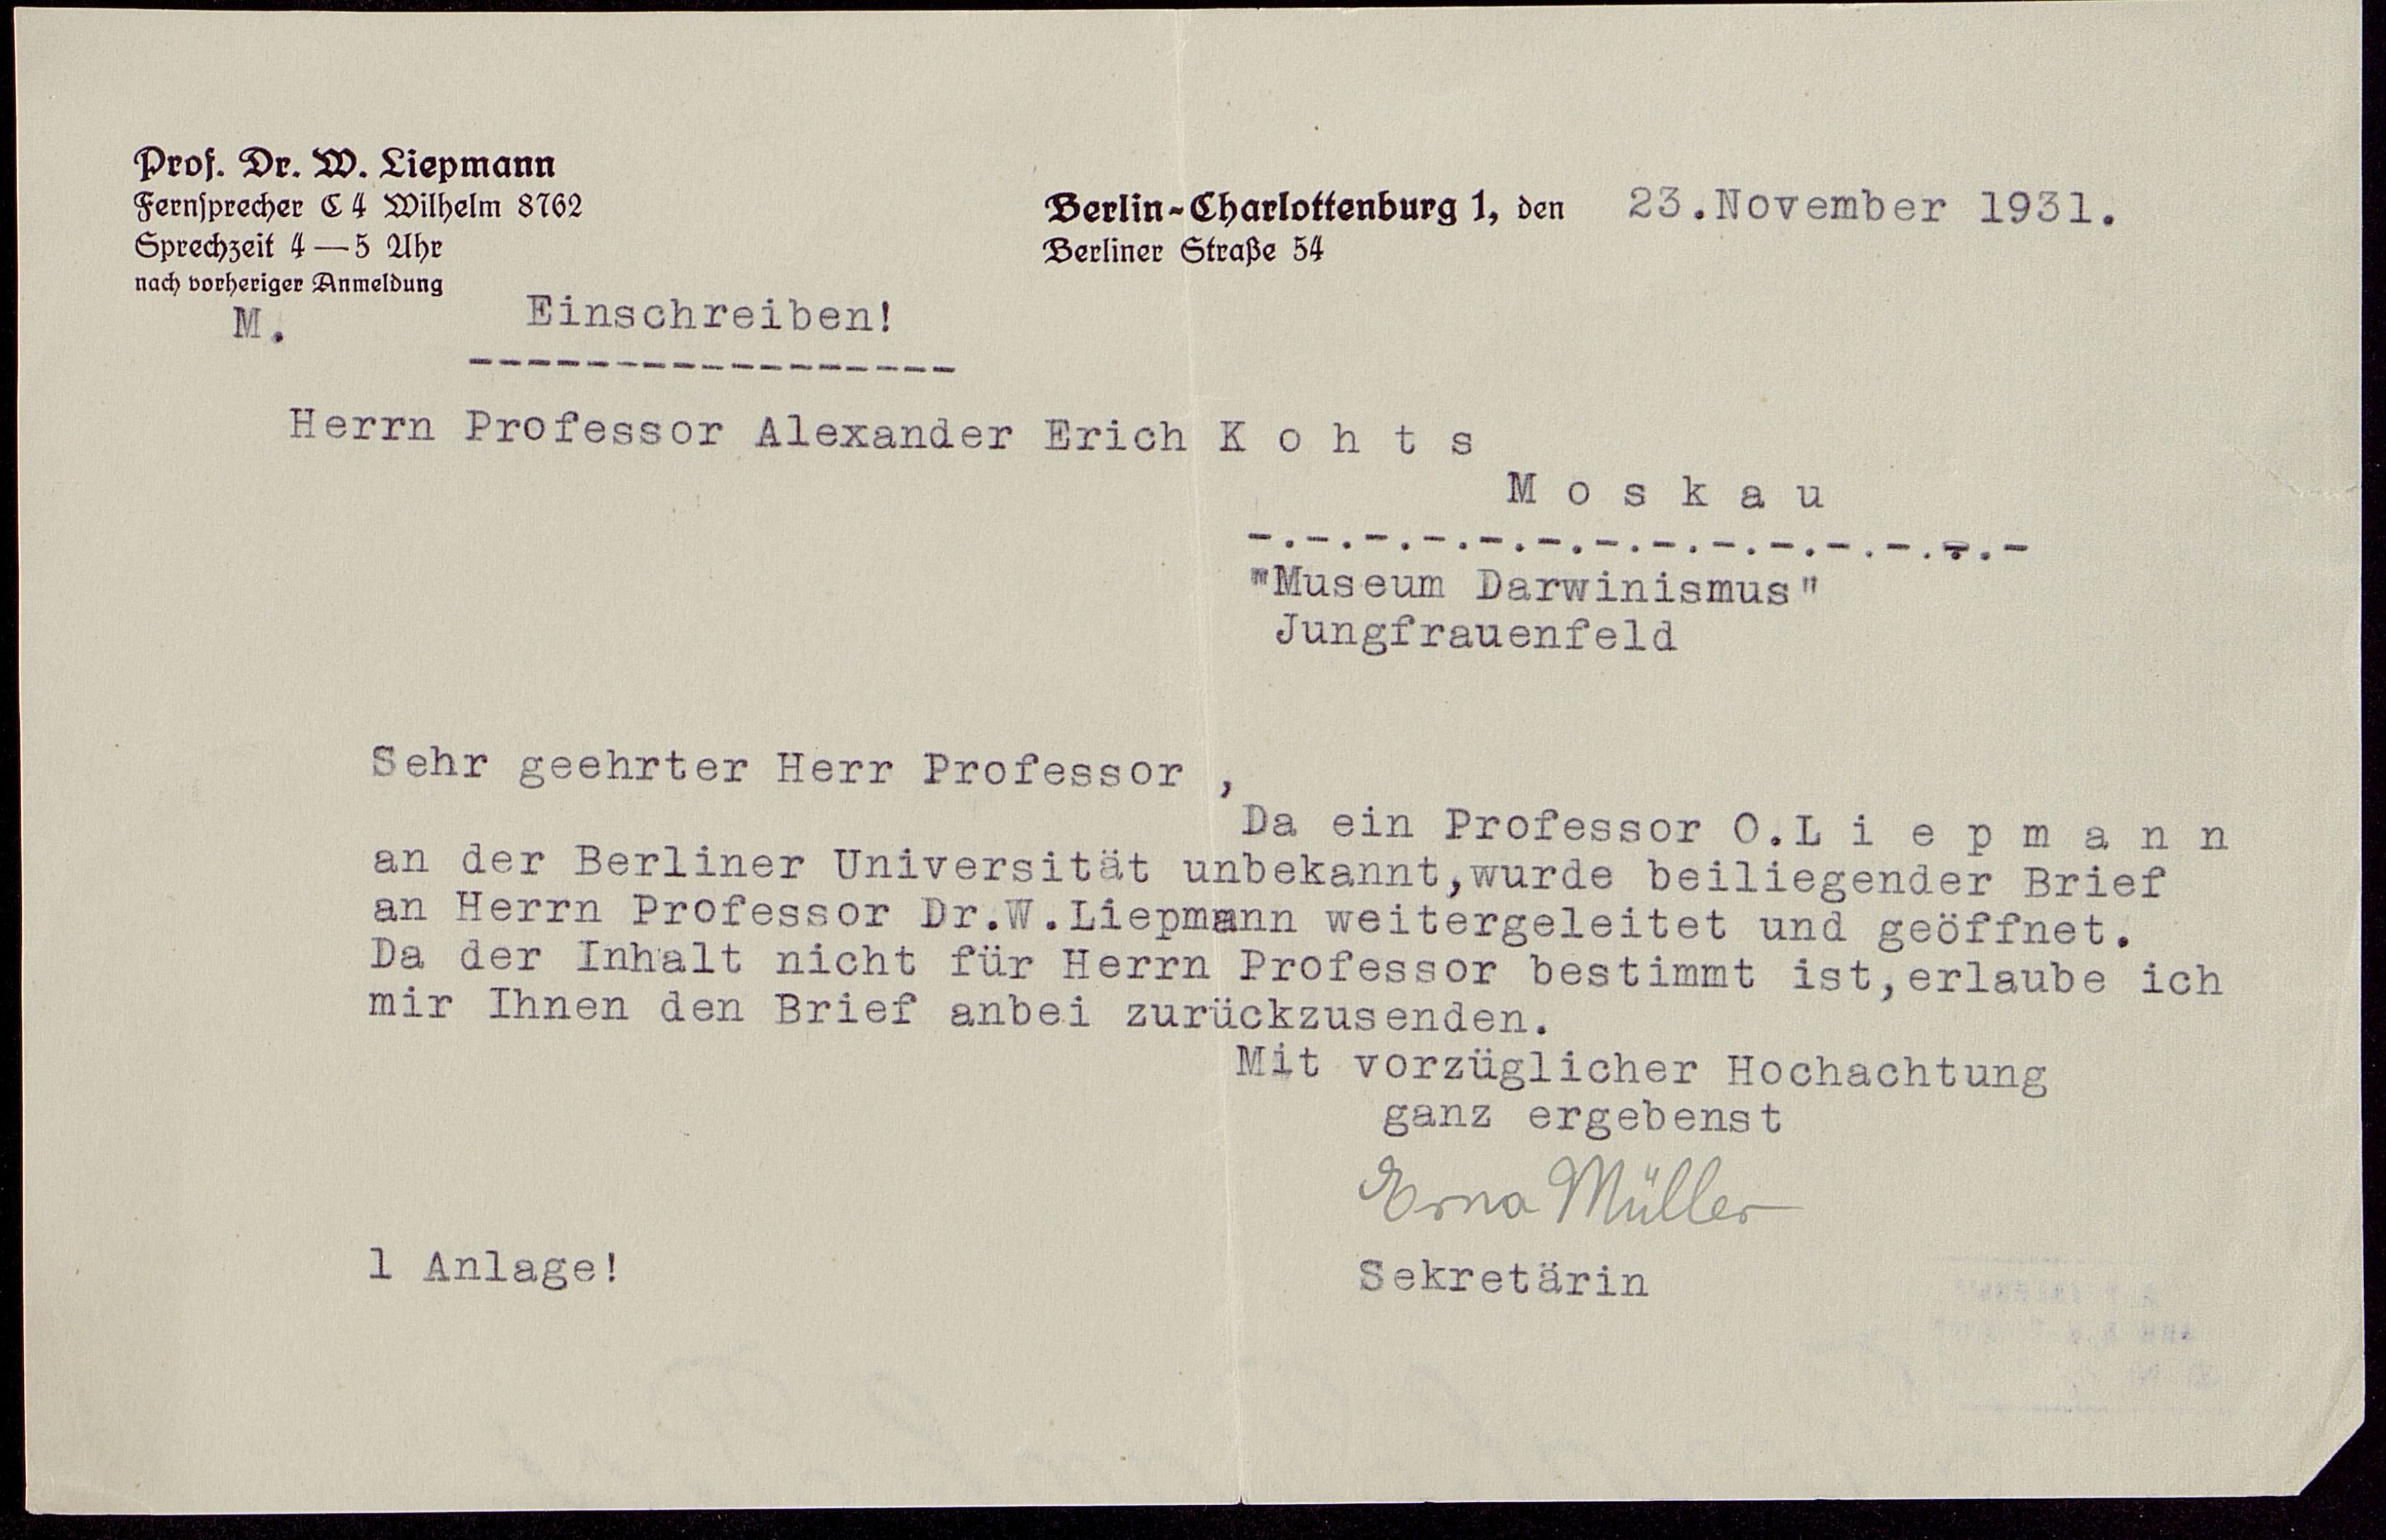 Prof. Dr. W. Liepmann
Fernsprecher C 4 Wilhelm 8762
Sprechzeit 4—5 Uhr
nach vorheriger Anmeldung
Berlin-Charlottenburg 1, den 23.November 1931.
Berliner Straße 54
M. Einschreiben!
-----------------
Herrn Professor Alexander Erich K o h t s
M o s k a u
-.-.-.-.-.-.-.-.-.-.-.-.-.-
"Museum Darwinismus"
Jungfrauenfeld
Sehr geehrter Herr Professor ,
Da ein Professor O.L i e p m a n n
an der Berliner Universität unbekannt,wurde beiliegender Brief
an Herrn Professor Dr.W.Liepmann weitergeleitet und geöffnet.
Da der Inhalt nicht für Herrn Professor bestimmt ist,erlaube ich
mir Ihnen den Brief anbei zurückzusenden.
Mit vorzüglicher Hochachtung
ganz ergebenst
Erna Müller
1 Anlage!
Sekretärin